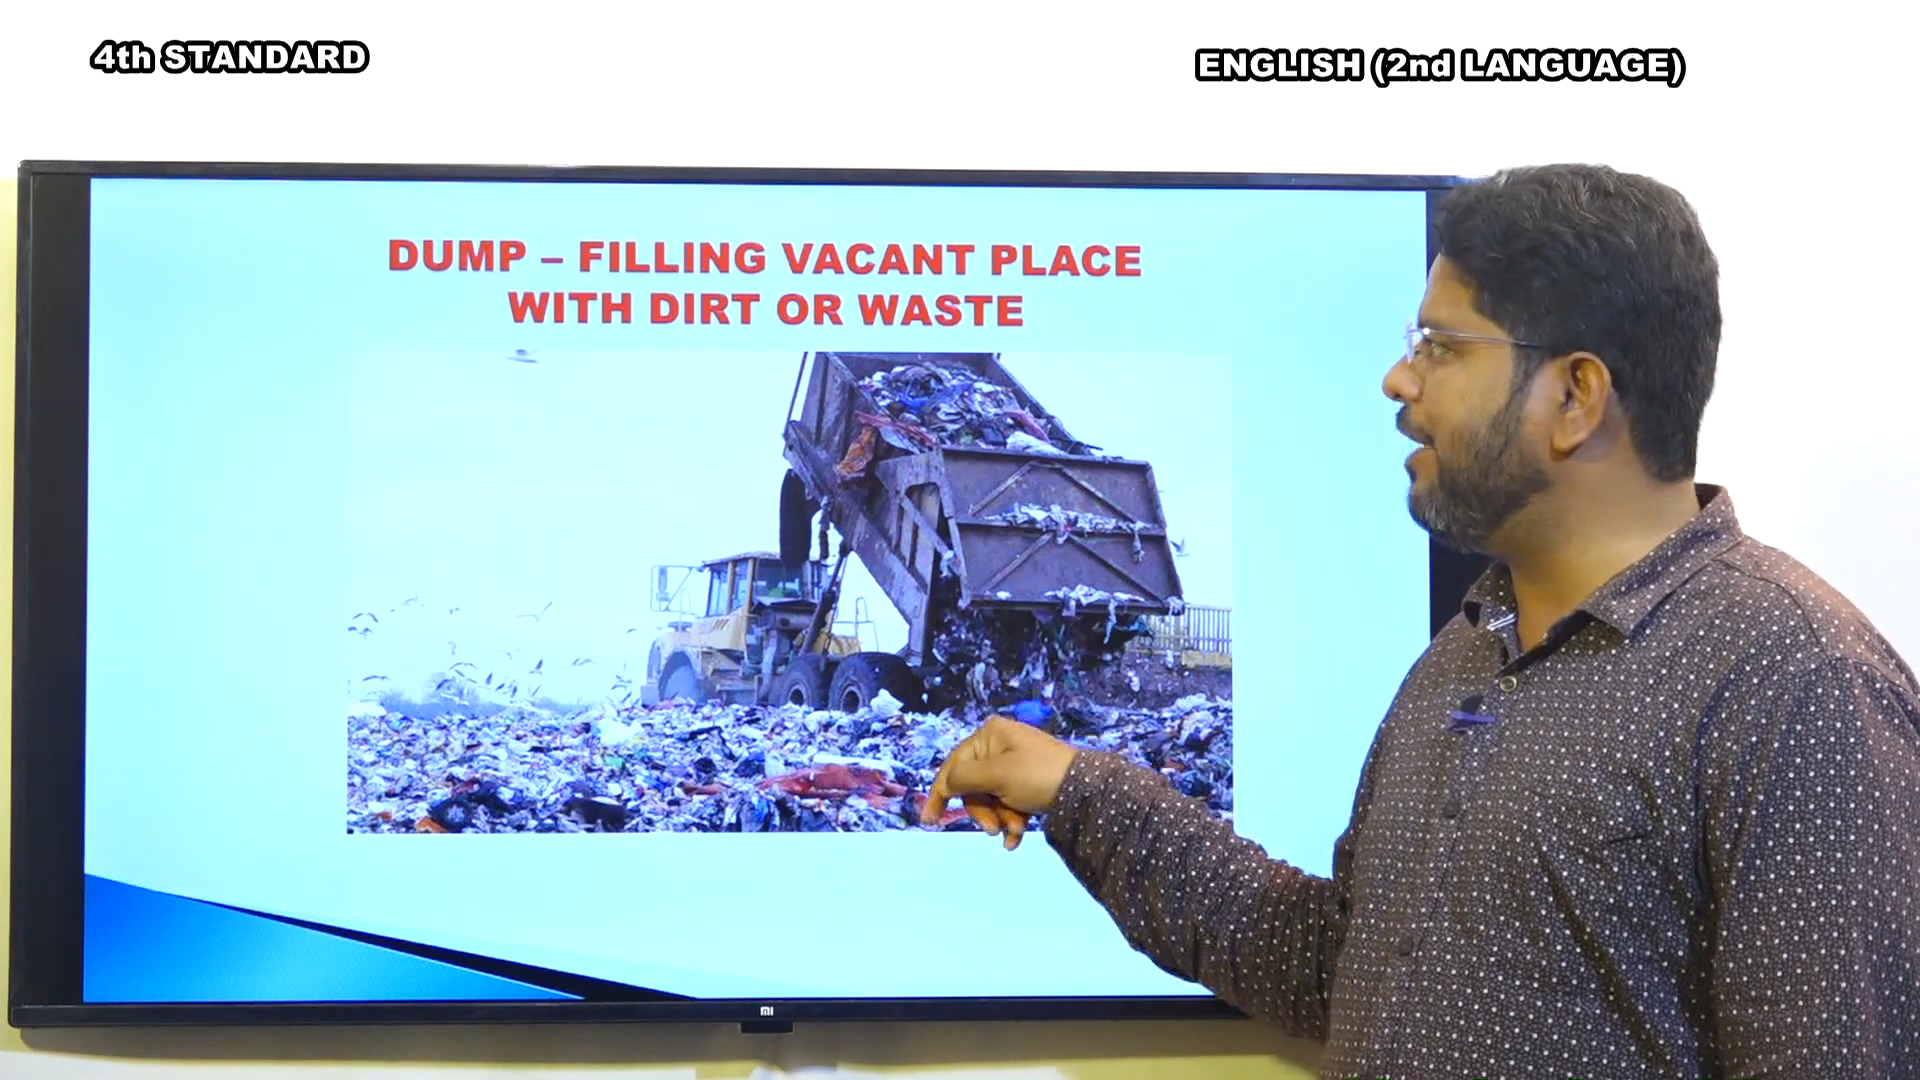 4th STANDARD
ENGLISH (2nd LANGUAGE)
DUMP – FILLING VACANT PLACE
WITH DIRT OR WASTE
mi